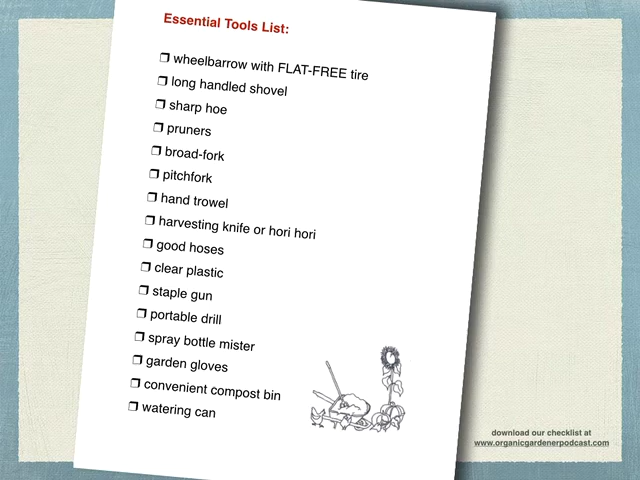 Essential Tools List:
❒ wheelbarrow with FLAT-FREE tire
❒ long handled shovel
❒ sharp hoe
❒ pruners
❒ broad-fork
❒ pitchfork
❒ hand trowel
❒ harvesting knife or hori hori
❒ good hoses
❒ clear plastic
❒ staple gun
❒ portable drill
❒ spray bottle mister
❒ garden gloves
❒ convenient compost bin
❒ watering can
download our checklist at
www.organicgardenerpodcast.com